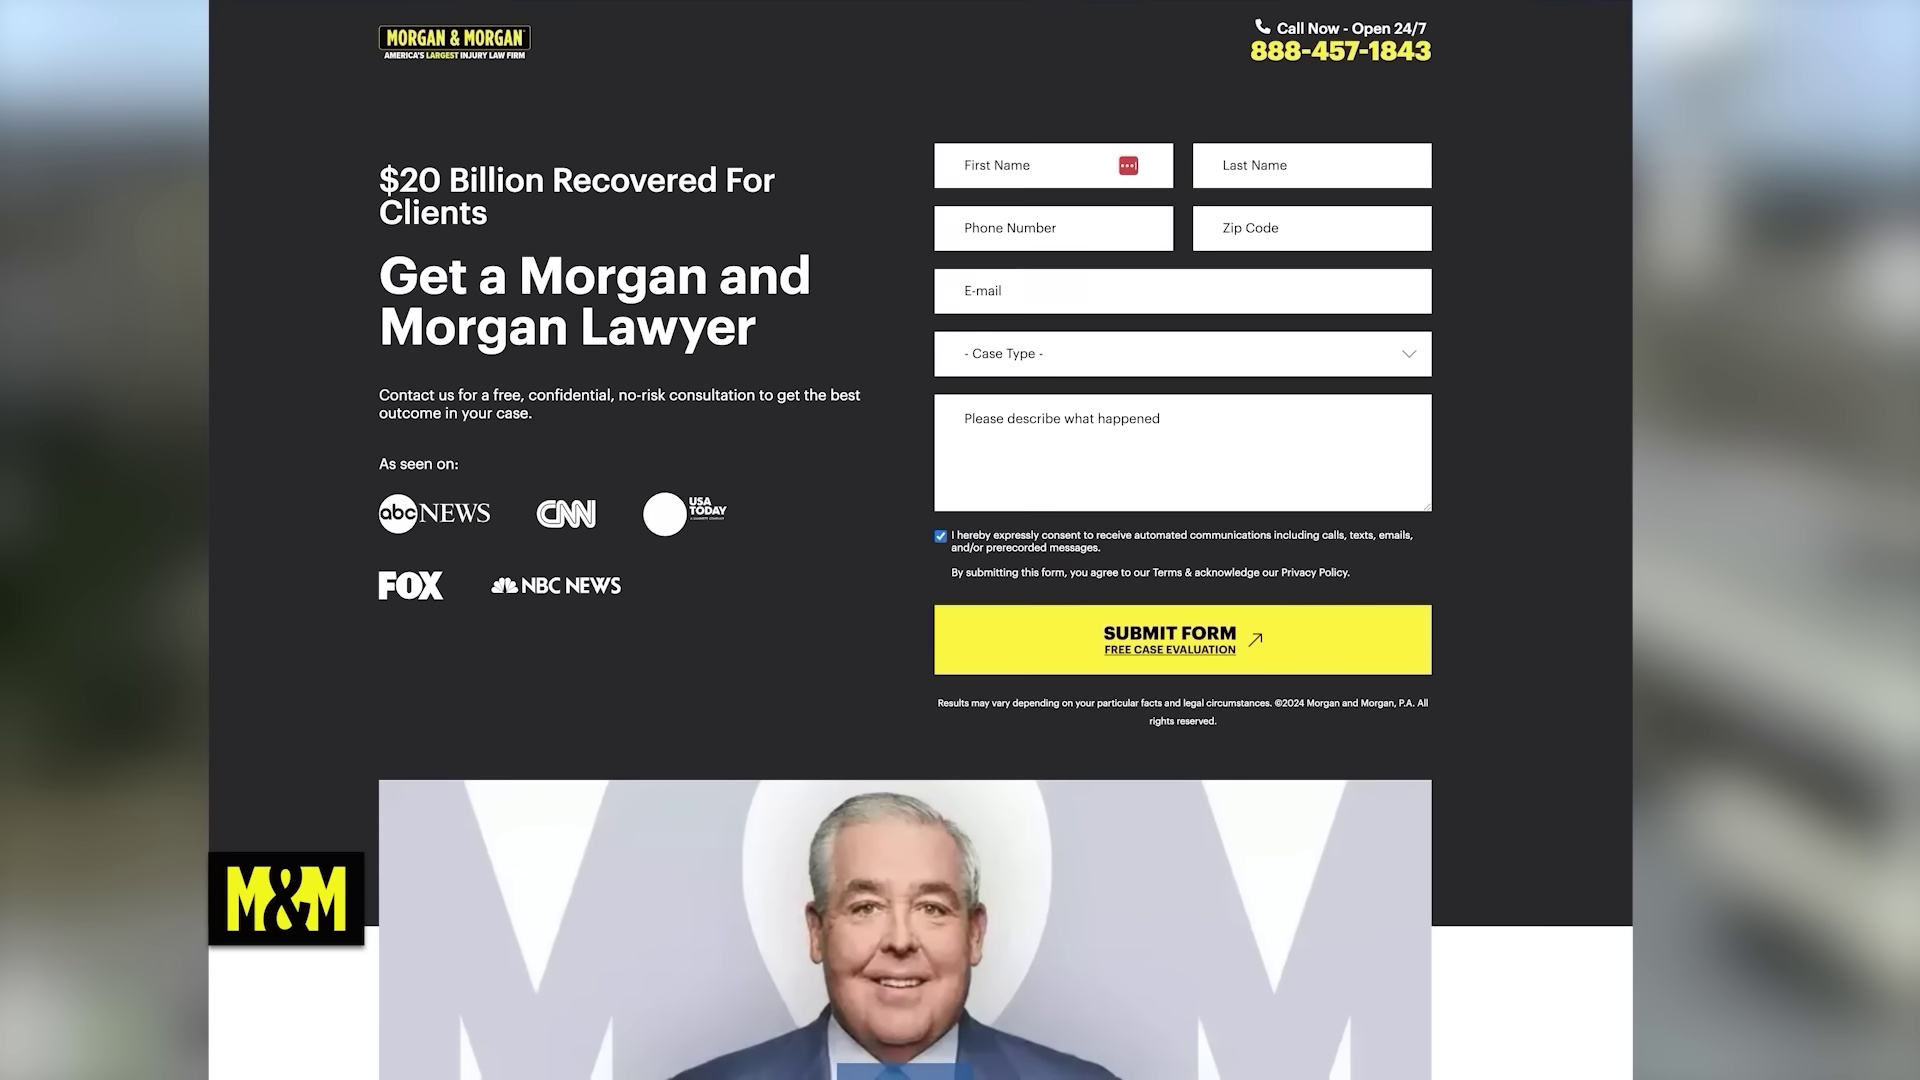 MORGAN & MORGAN
AMERICA'S LARGEST INJURY LAW FIRM
Call Now - Open 24/7
888-457-1843
$20 Billion Recovered For
Clients
Get a Morgan and
Morgan Lawyer
Contact us for a free, confidential, no-risk consultation to get the best
outcome in your case.
As seen on:
abc NEWS
CNN
USA
TODAY
FOX
NBC NEWS
First Name
Last Name
Phone Number
Zip Code
E-mail
- Case Type -
Please describe what happened
I hereby expressly consent to receive automated communications including calls, texts, emails,
and/or prerecorded messages.
By submitting this form, you agree to our Terms & acknowledge our Privacy Policy.
SUBMIT FORM
FREE CASE EVALUATION
Results may vary depending on your particular facts and legal circumstances. ©2024 Morgan and Morgan, P.A. All
rights reserved.
M&M